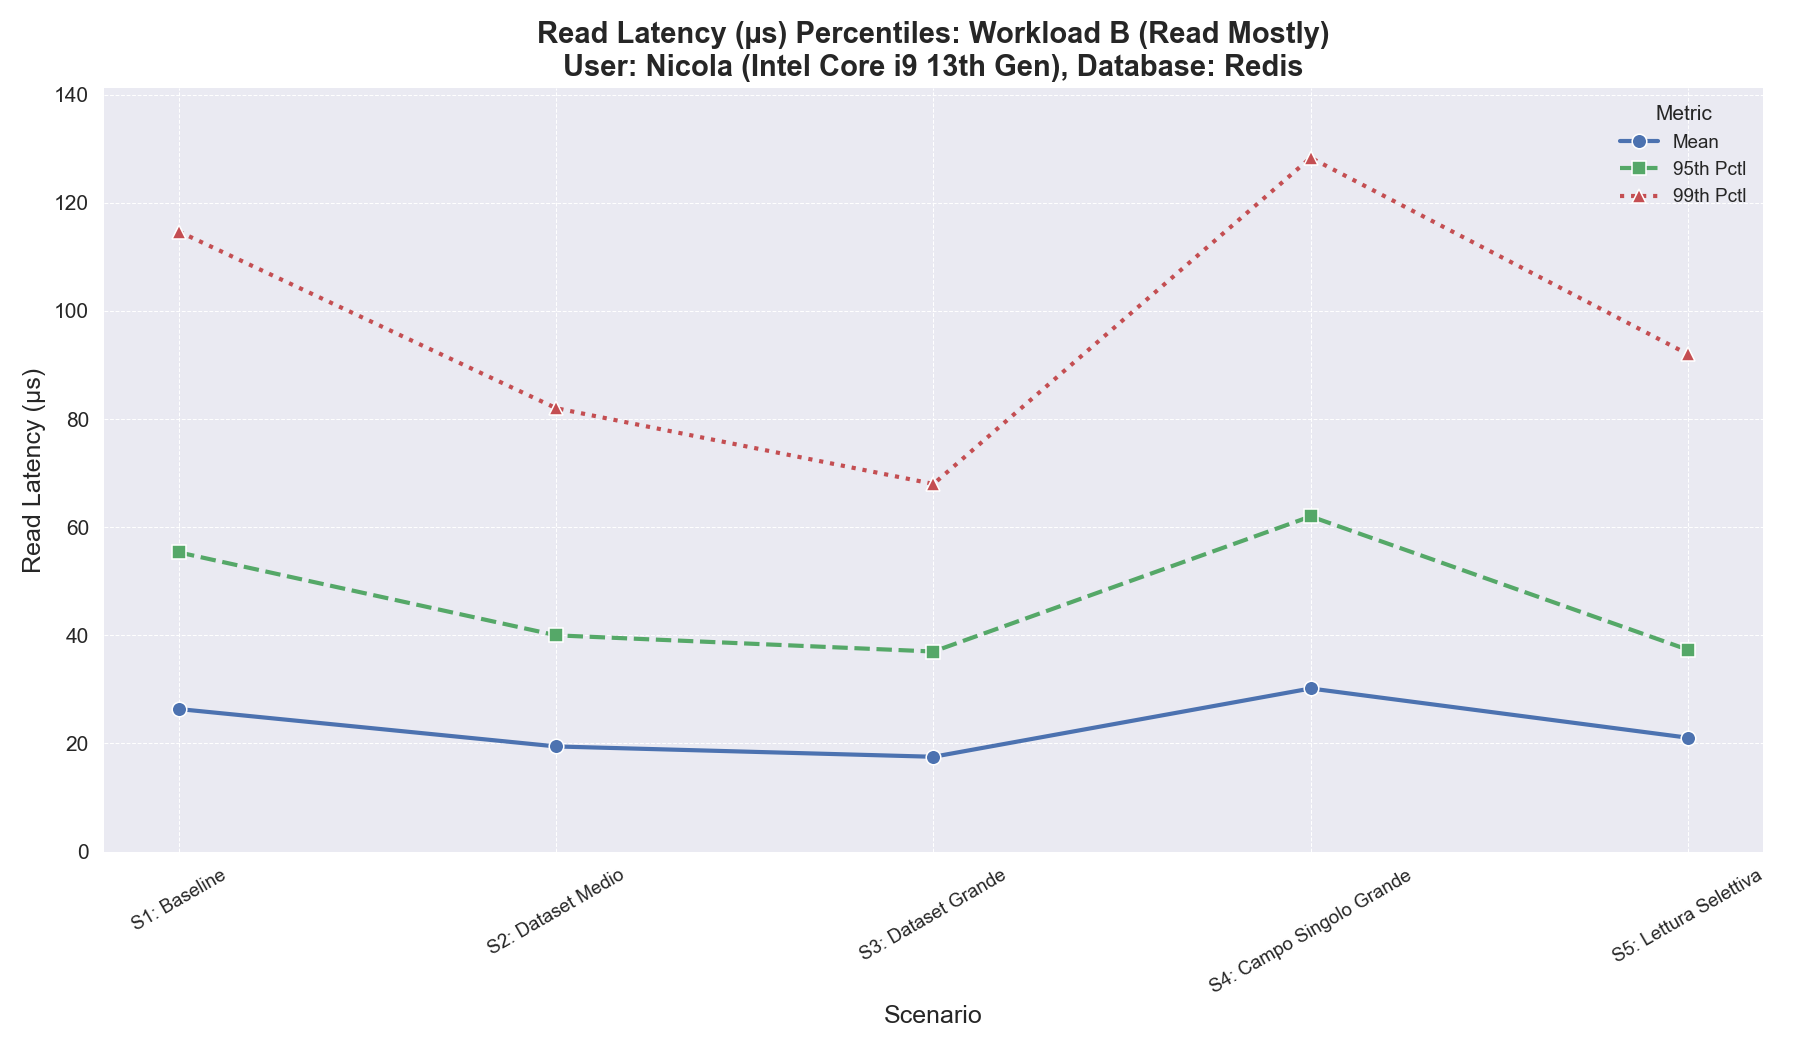 Read Latency (µs) Percentiles: Workload B (Read Mostly)
User: Nicola (Intel Core i9 13th Gen), Database: Redis
Metric
Mean
95th Pctl
99th Pctl
Read Latency (µs)
140
120
100
80
60
40
20
0
S1: Baseline
S2: Dataset Medio
S3: Dataset Grande
S4: Campo Singolo Grande
S5: Lettura Selettiva
Scenario